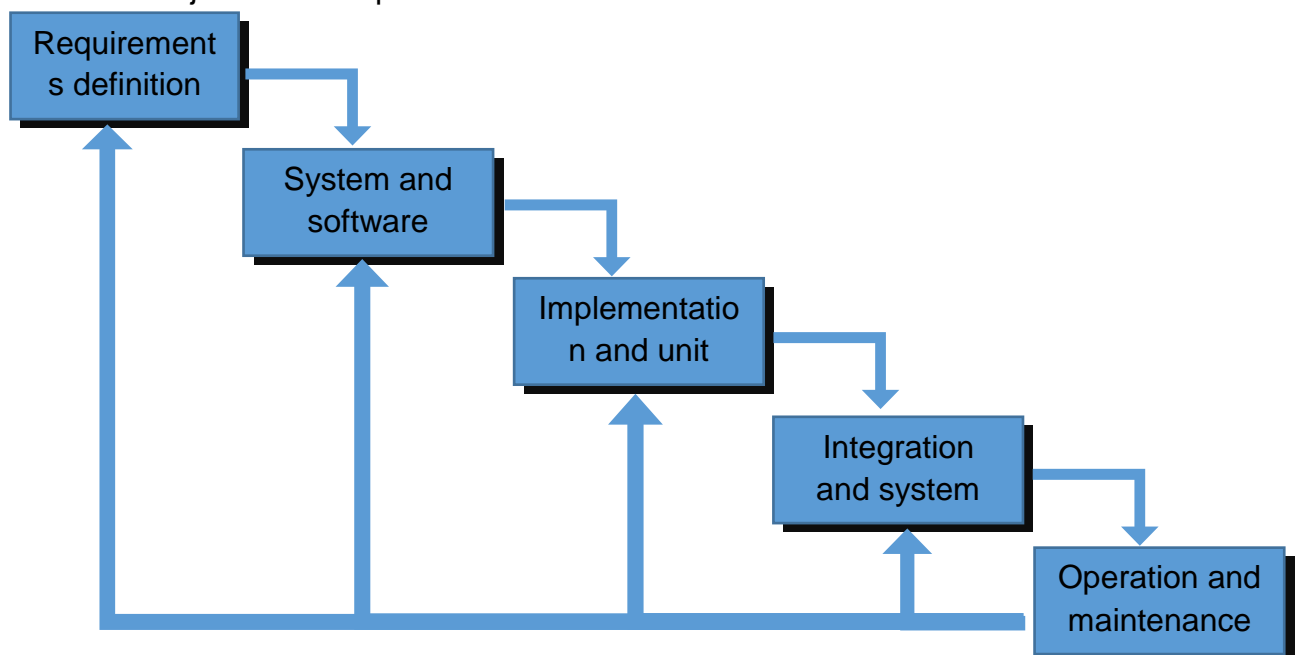 Requirement
s definition
System and
software
Implementatio
n and unit
Integration
and system
Operation and
maintenance